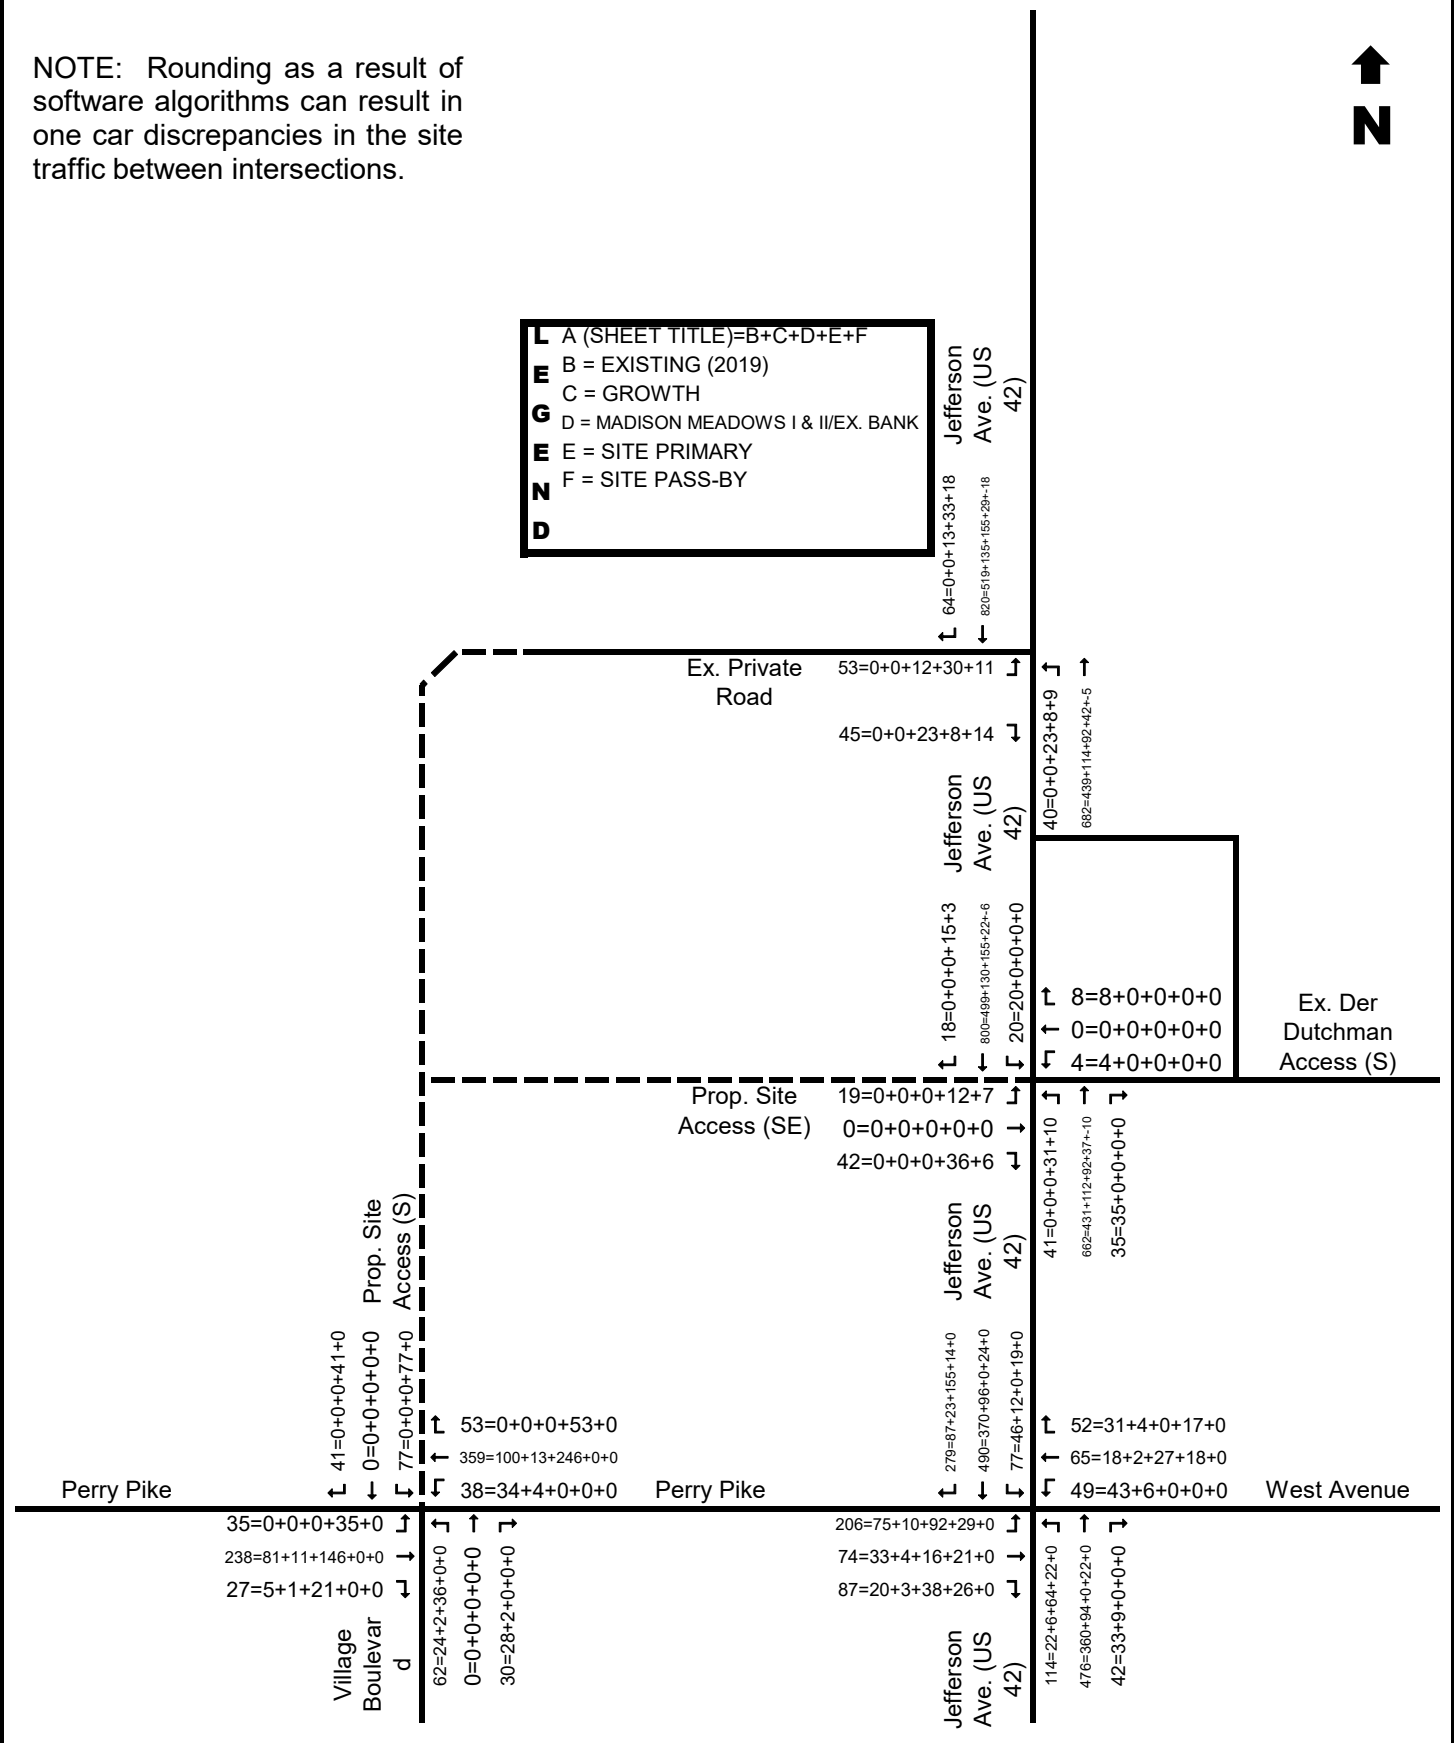 NOTE: Rounding as a result of
software algorithms can result in
one car discrepancies in the site
traffic between intersections.
N
L
E
G
E
N
D
A (SHEET TITLE)=B+C+D+E+F
B = EXISTING (2019)
C = GROWTH
D = MADISON MEADOWS I & II/EX. BANK
E = SITE PRIMARY
F = SITE PASS-BY
Jefferson
Ave. (US
42)
64=0+0+13+33+18
820=519+135+155+29+-18
Ex. Private
Road
53=0+0+12+30+11
45=0+0+23+8+14
40=0+0+23+8+9
682=439+114+92+42+-5
Jefferson
Ave. (US
42)
18=0+0+0+15+3
800=499+130+155+22+-6
20=20+0+0+0+0
8=8+0+0+0+0
0=0+0+0+0+0
4=4+0+0+0+0
Ex. Der
Dutchman
Access (S)
Prop. Site
Access (SE)
19=0+0+0+12+7
0=0+0+0+0+0
42=0+0+0+36+6
41=0+0+0+31+10
662=431+112+92+37+-10
35=35+0+0+0+0
Prop. Site
Access (S)
Jefferson
Ave. (US
42)
41=0+0+0+41+0
0=0+0+0+0+0
77=0+0+0+77+0
53=0+0+0+53+0
359=100+13+246+0+0
38=34+4+0+0+0
279=87+23+155+14+0
490=370+96+0+24+0
77=46+12+0+19+0
52=31+4+0+17+0
65=18+2+27+18+0
49=43+6+0+0+0
Perry Pike
Perry Pike
West Avenue
35=0+0+0+35+0
238=81+11+146+0+0
27=5+1+21+0+0
62=24+2+36+0+0
0=0+0+0+0+0
30=28+2+0+0+0
206=75+10+92+29+0
74=33+4+16+21+0
87=20+3+38+26+0
114=22+6+64+22+0
476=360+94+0+22+0
42=33+9+0+0+0
Village
Boulevar
d
Jefferson
Ave. (US
42)